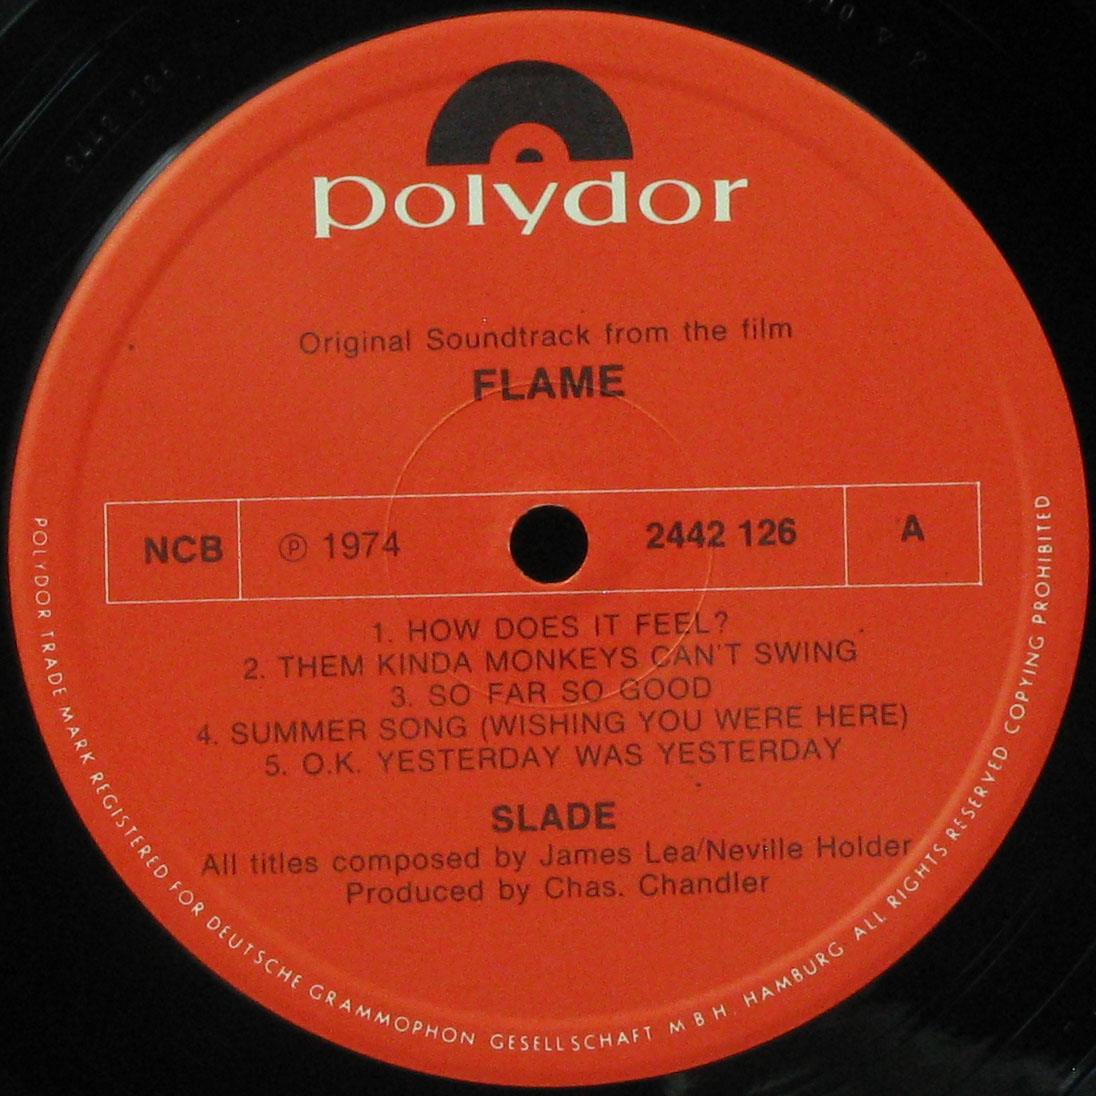 polydor
Original Soundtrack from the film
FLAME
NCB ℗ 1974 2442 126 A
1. HOW DOES IT FEEL?
2. THEM KINDA MONKEYS CAN'T SWING
3. SO FAR SO GOOD
4. SUMMER SONG (WISHING YOU WERE HERE)
5. O.K. YESTERDAY WAS YESTERDAY
SLADE
All titles composed by James Lea/Neville Holder
Produced by Chas. Chandler
POLYDOR TRADE MARK REGISTERED FOR DEUTSCHE GRAMMOPHON GESELLSCHAFT M B H. HAMBURG ALL RIGHTS RESERVED COPYING PROHIBITED
2442 126